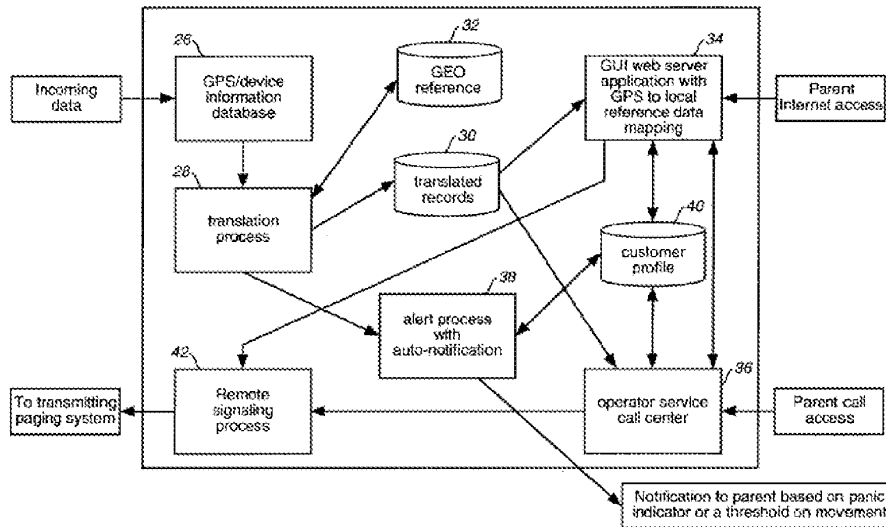 26
GPS/device
information
database
32
GEO
reference
34
GUI web server
application with
GPS to local
reference data
mapping
Incoming
data
Parent
Internet access
28
translation
process
30
translated
records
40
customer
profile
38
alert process
with
auto-notification
42
Remote
signaling
process
36
operator service
call center
To transmitting
paging system
Parent call
access
Notification to parent based on panic
indicator or a threshold on movement